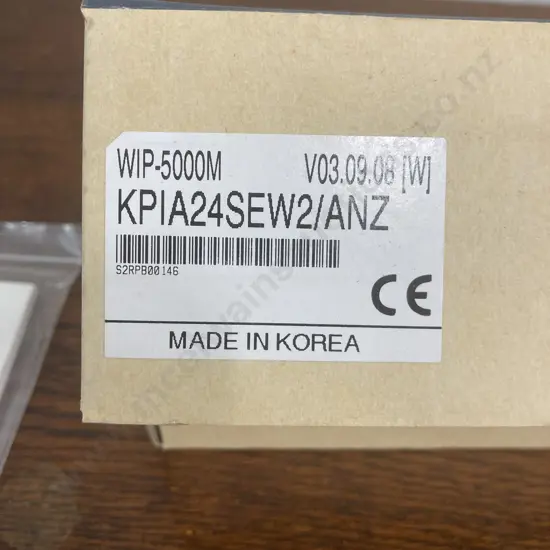 WIP-5000M V03.09.08 [W]
KPIA24SEW2/ANZ
S2RPB00146
CE
MADE IN KOREA